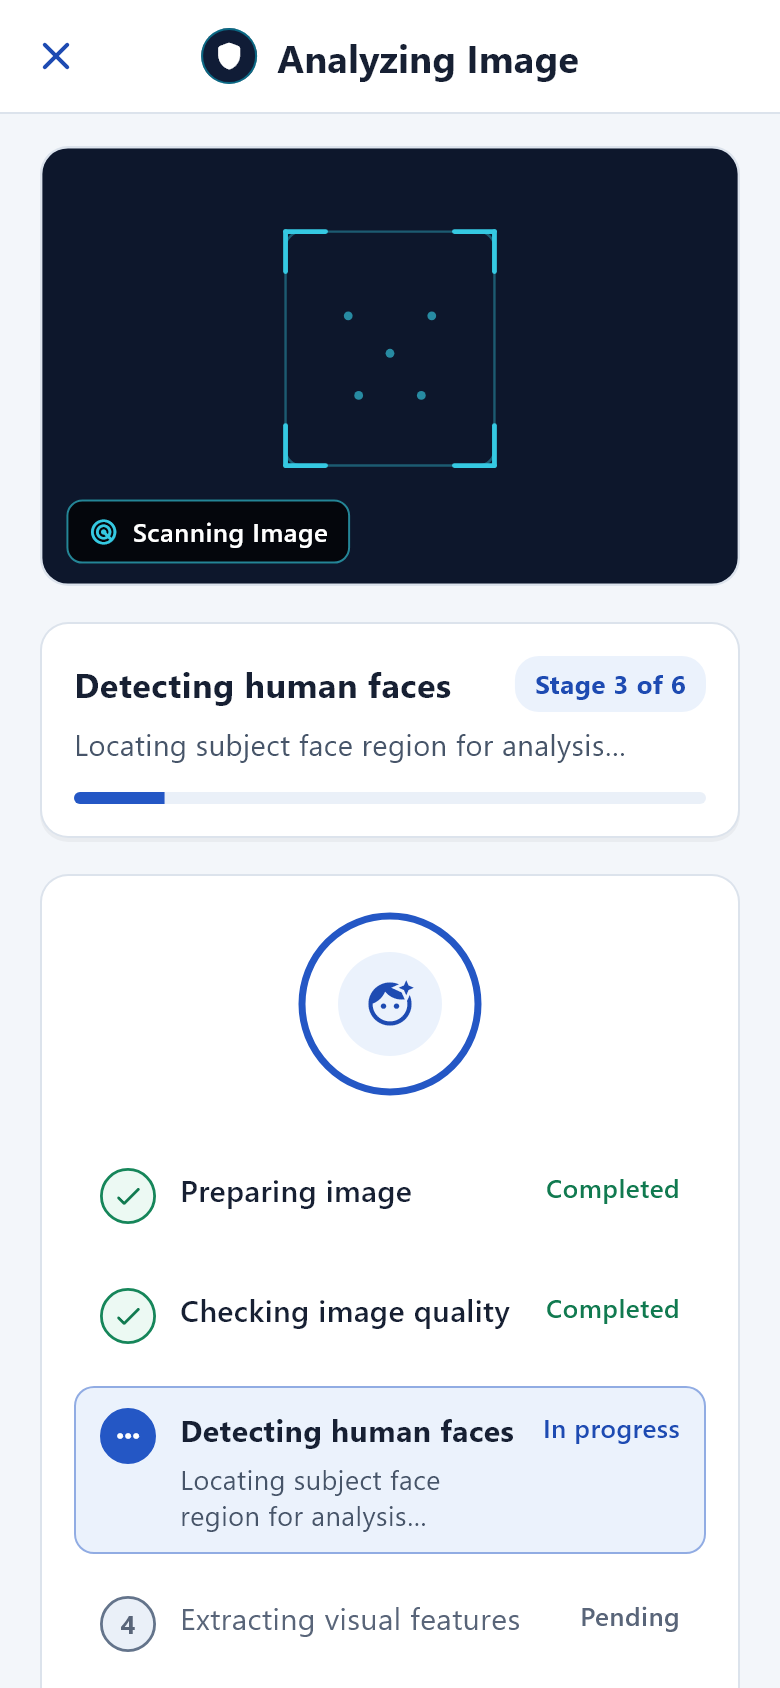 Analyzing Image
Scanning Image
Detecting human faces
Stage 3 of 6
Locating subject face region for analysis...
Preparing image
Completed
Checking image quality
Completed
Detecting human faces
In progress
Locating subject face
region for analysis...
4
Extracting visual features
Pending